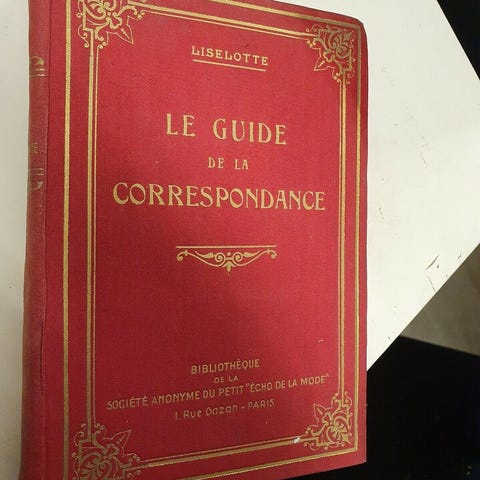 LISELOTTE
LE GUIDE
DE LA
CORRESPONDANCE
BIBLIOTHÈQUE
DE LA
SOCIÉTÉ ANONYME DU PETIT "ÉCHO DE LA MODE"
1, Rue Gazan - PARIS